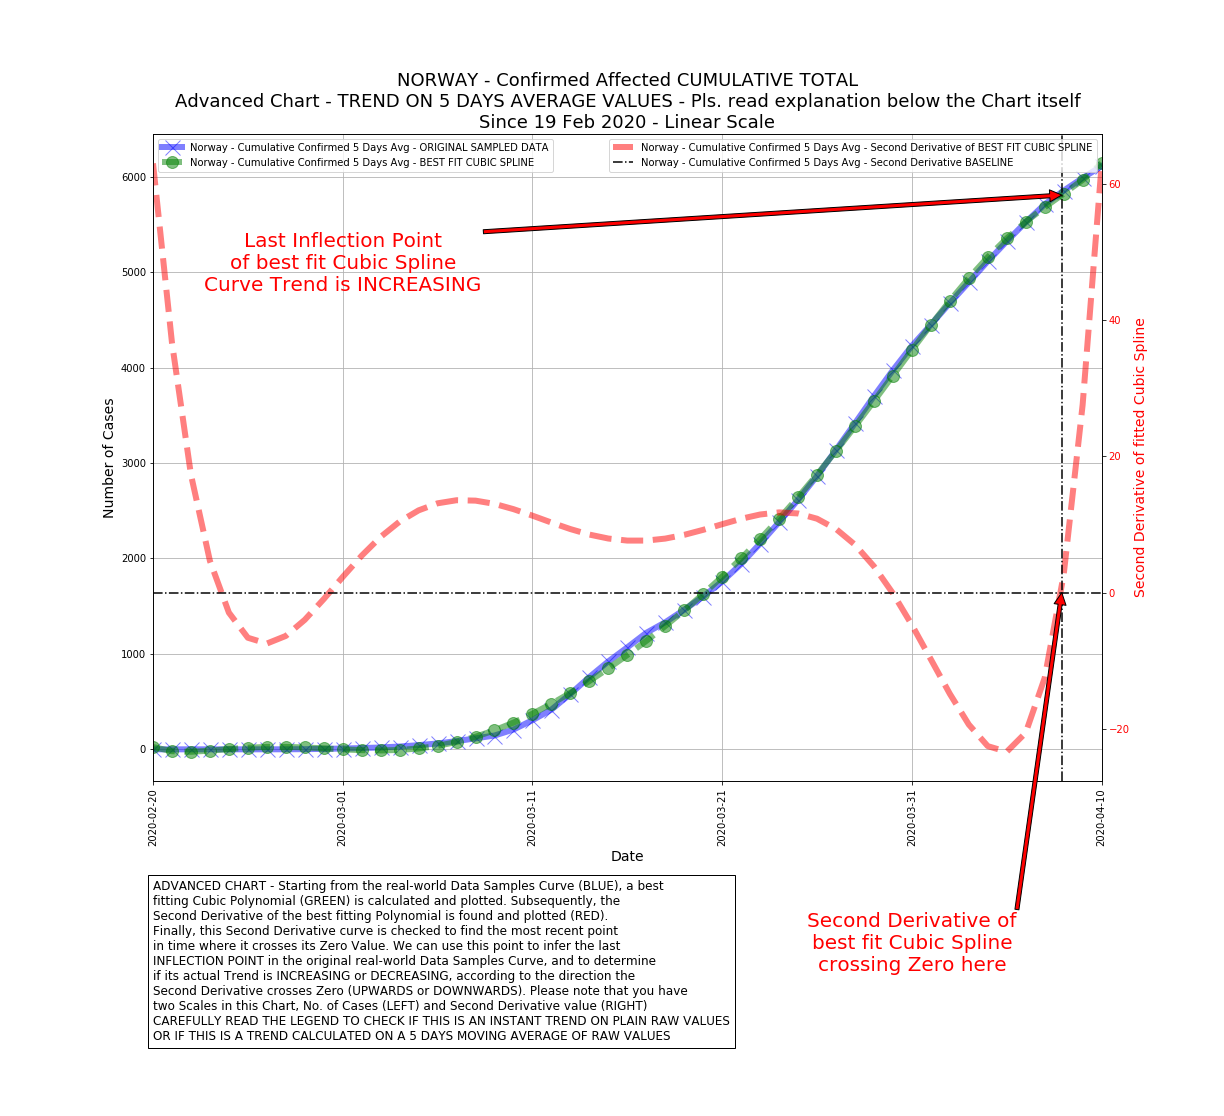 NORWAY - Confirmed Affected CUMULATIVE TOTAL
Advanced Chart - TREND ON 5 DAYS AVERAGE VALUES - Pls. read explanation below the Chart itself
Since 19 Feb 2020 - Linear Scale
Norway - Cumulative Confirmed 5 Days Avg - ORIGINAL SAMPLED DATA
Norway - Cumulative Confirmed 5 Days Avg - BEST FIT CUBIC SPLINE
Norway - Cumulative Confirmed 5 Days Avg - Second Derivative of BEST FIT CUBIC SPLINE
Norway - Cumulative Confirmed 5 Days Avg - Second Derivative BASELINE
Last Inflection Point
of best fit Cubic Spline
Curve Trend is INCREASING
Number of Cases
6000
5000
4000
3000
2000
1000
0
Second Derivative of fitted Cubic Spline
60
40
20
0
−20
2020-02-20
2020-03-01
2020-03-11
2020-03-21
2020-03-31
2020-04-10
Date
ADVANCED CHART - Starting from the real-world Data Samples Curve (BLUE), a best
fitting Cubic Polynomial (GREEN) is calculated and plotted. Subsequently, the
Second Derivative of the best fitting Polynomial is found and plotted (RED).
Finally, this Second Derivative curve is checked to find the most recent point
in time where it crosses its Zero Value. We can use this point to infer the last
INFLECTION POINT in the original real-world Data Samples Curve, and to determine
if its actual Trend is INCREASING or DECREASING, according to the direction the
Second Derivative crosses Zero (UPWARDS or DOWNWARDS). Please note that you have
two Scales in this Chart, No. of Cases (LEFT) and Second Derivative value (RIGHT)
CAREFULLY READ THE LEGEND TO CHECK IF THIS IS AN INSTANT TREND ON PLAIN RAW VALUES
OR IF THIS IS A TREND CALCULATED ON A 5 DAYS MOVING AVERAGE OF RAW VALUES
Second Derivative of
best fit Cubic Spline
crossing Zero here